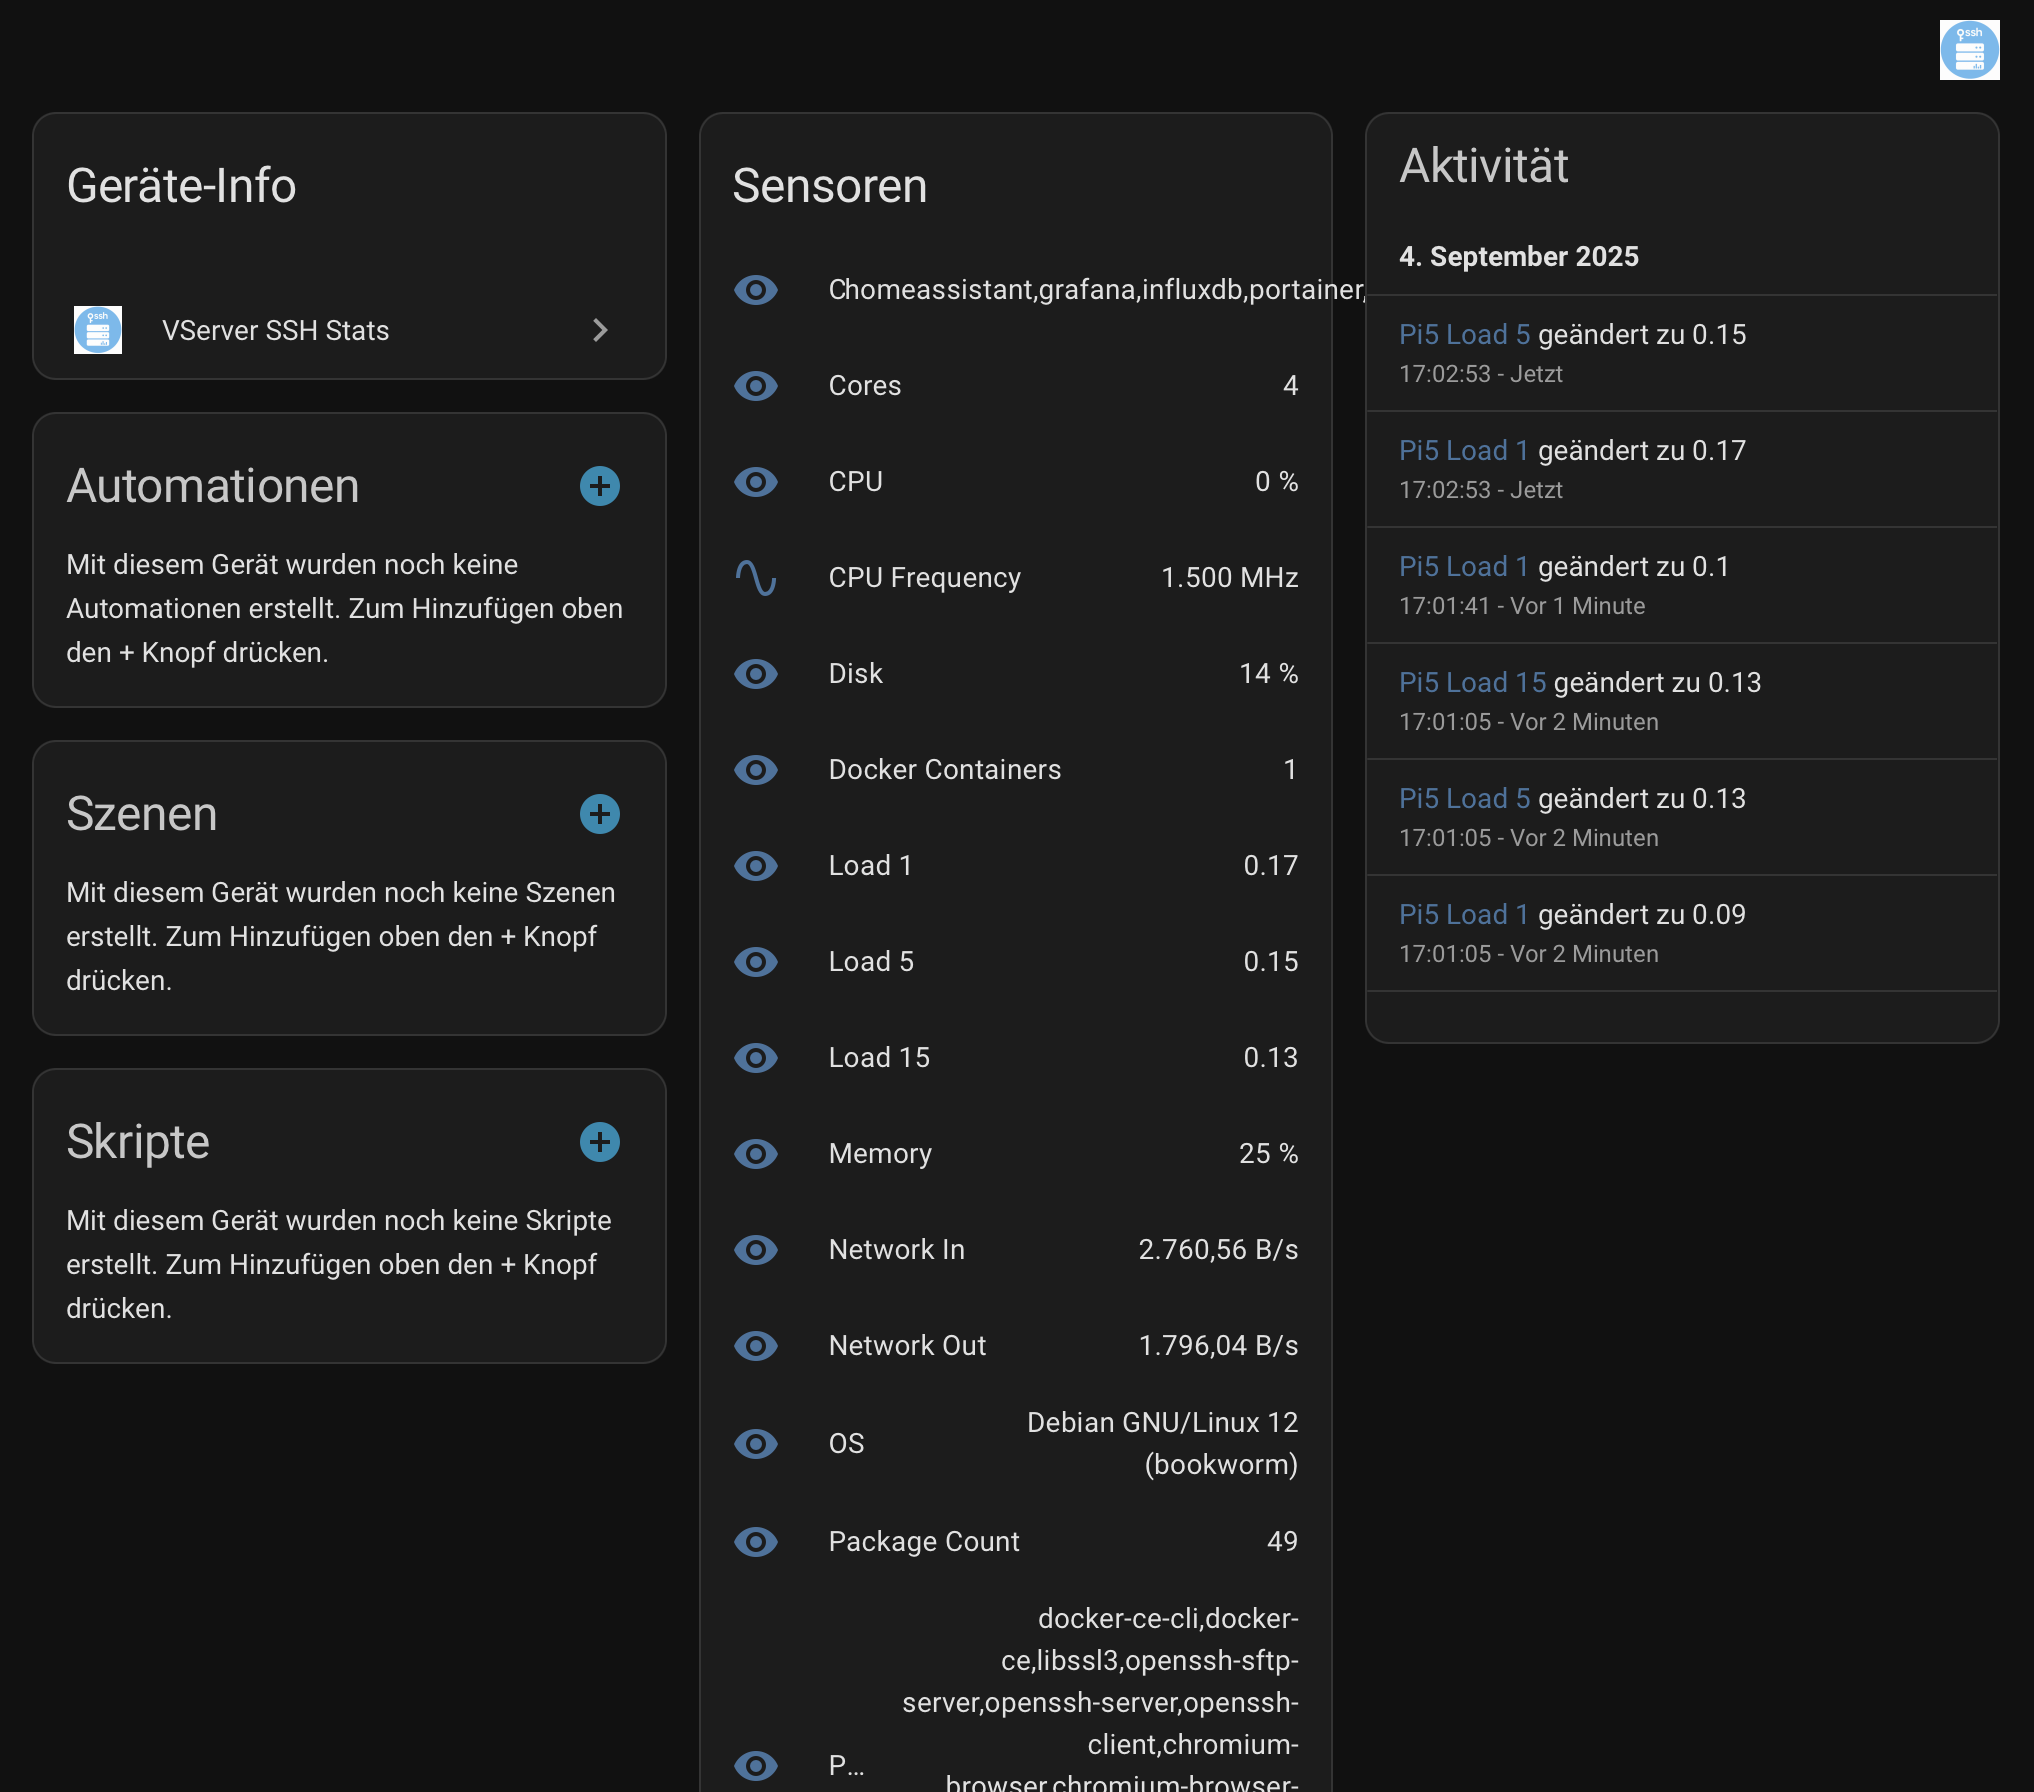 ssh
Geräte-Info
ssh
VServer SSH Stats
Automationen
Mit diesem Gerät wurden noch keine
Automationen erstellt. Zum Hinzufügen oben
den + Knopf drücken.
Szenen
Mit diesem Gerät wurden noch keine Szenen
erstellt. Zum Hinzufügen oben den + Knopf
drücken.
Skripte
Mit diesem Gerät wurden noch keine Skripte
erstellt. Zum Hinzufügen oben den + Knopf
drücken.
Sensoren
Chomeassistant,grafana,influxdb,portainer,
Cores 4
CPU 0 %
CPU Frequency 1.500 MHz
Disk 14 %
Docker Containers 1
Load 1 0.17
Load 5 0.15
Load 15 0.13
Memory 25 %
Network In 2.760,56 B/s
Network Out 1.796,04 B/s
OS Debian GNU/Linux 12
(bookworm)
Package Count 49
docker-ce-cli,docker-
ce,libssl3,openssh-sftp-
server,openssh-server,openssh-
client,chromium-
P...
browser,chromium-browser-
Aktivität
4. September 2025
Pi5 Load 5 geändert zu 0.15
17:02:53 - Jetzt
Pi5 Load 1 geändert zu 0.17
17:02:53 - Jetzt
Pi5 Load 1 geändert zu 0.1
17:01:41 - Vor 1 Minute
Pi5 Load 15 geändert zu 0.13
17:01:05 - Vor 2 Minuten
Pi5 Load 5 geändert zu 0.13
17:01:05 - Vor 2 Minuten
Pi5 Load 1 geändert zu 0.09
17:01:05 - Vor 2 Minuten